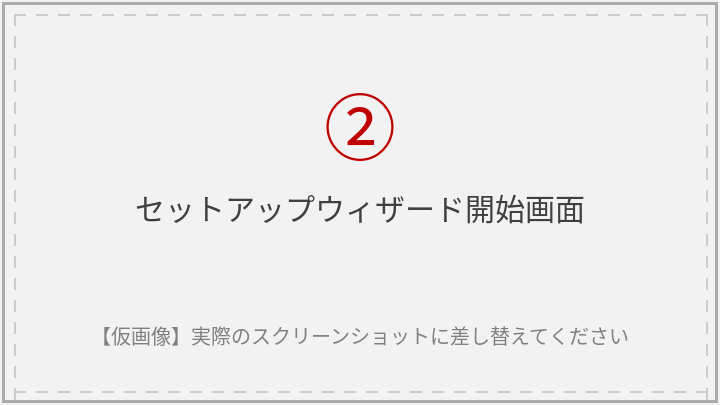 ②
セットアップウィザード開始画面
【仮画像】実際のスクリーンショットに差し替えてください